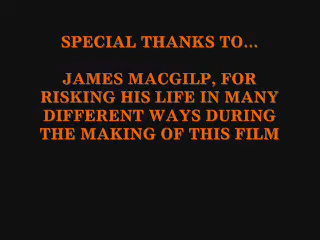 SPECIAL THANKS TO...
JAMES MACGILP, FOR
RISKING HIS LIFE IN MANY
DIFFERENT WAYS DURING
THE MAKING OF THIS FILM